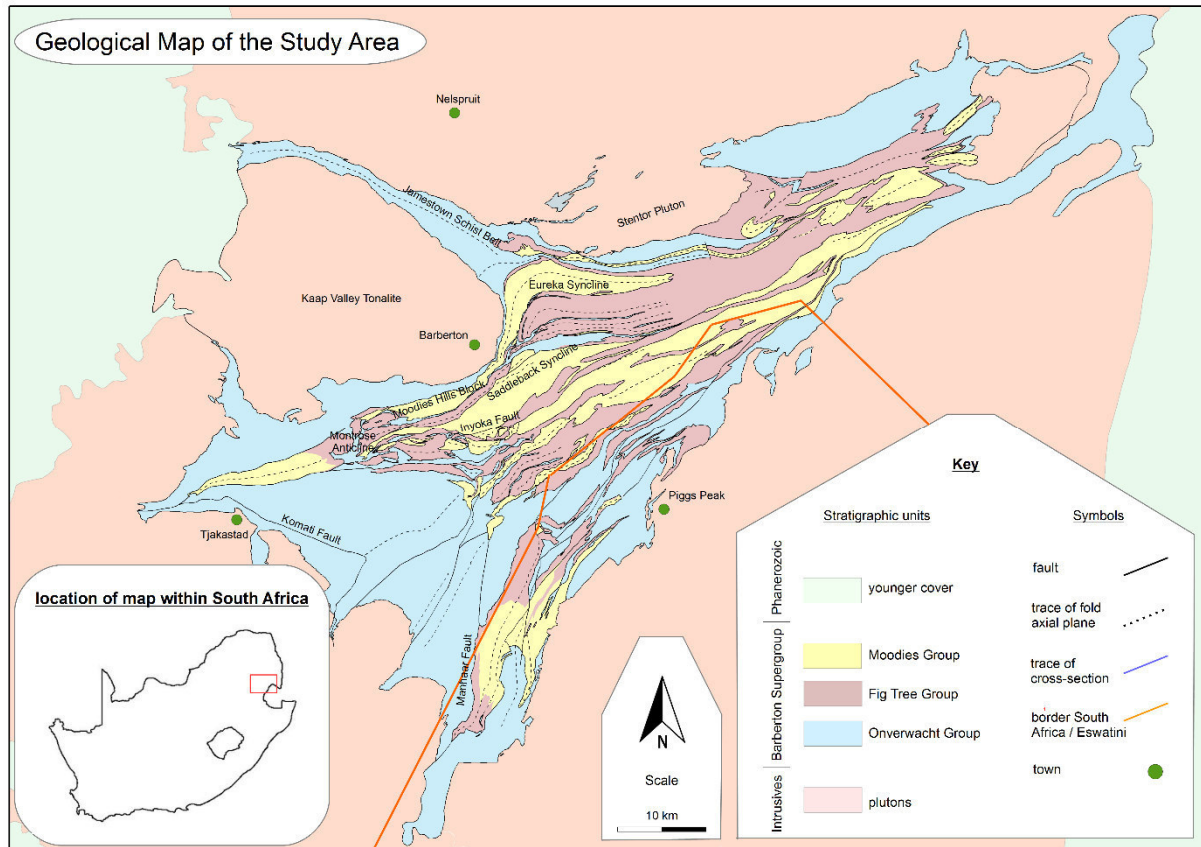 Geological Map of the Study Area
Nelspruit
Jamestown Schist Belt
Stentor Pluton
Kaap Valley Tonalite
Eureka Syncline
Barberton
Saddleback Syncline
Moodies Hills Block
Inyoka Fault
Montrose
Anticline
Komati Fault
Tjakastad
Piggs Peak
Manhaar Fault
location of map within South Africa
N
Scale
10 km
Key
Stratigraphic units
Symbols
Phanerozoic
younger cover
Barberton Supergroup
Moodies Group
Fig Tree Group
Onverwacht Group
Intrusives
plutons
fault
trace of fold
axial plane
trace of
cross-section
border South
Africa / Eswatini
town